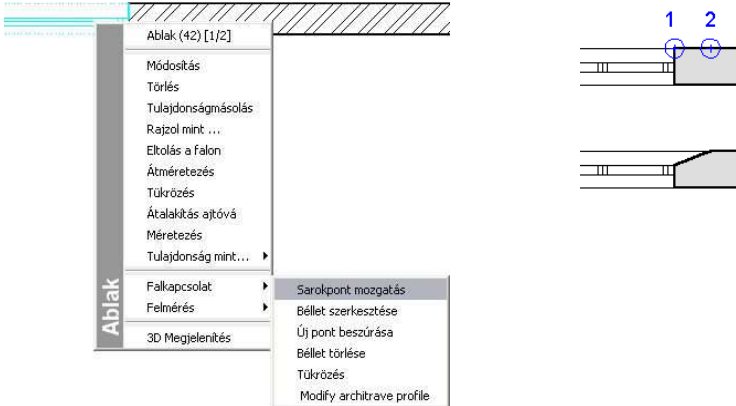 Ablak (42) [1/2]
Módosítás
Törlés
Tulajdonságmásolás
Rajzol mint ...
Eltolás a falon
Átméretezés
Tükrözés
Átalakítás ajtóvá
Méretezés
Tulajdonság mint...
Falkapcsolat
Felmérés
3D Megjelenítés
Ablak
Sarokpont mozgatás
Béllet szerkesztése
Új pont beszúrása
Béllet törlése
Tükrözés
Modify architrave profile
1 2